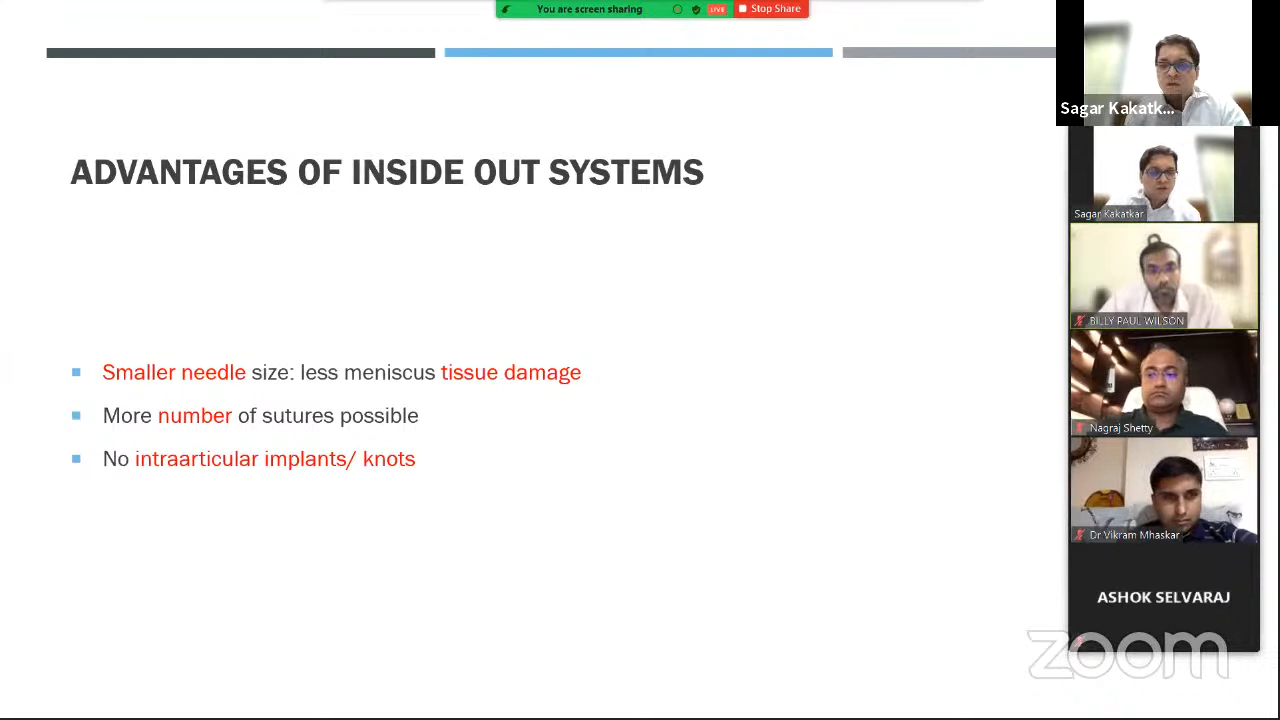 You are screen sharing
LIVE
Stop Share
Sagar Kakatk...
ADVANTAGES OF INSIDE OUT SYSTEMS
Sagar Kakatkar
BILLY PAUL WILSON
Smaller needle size: less meniscus tissue damage
More number of sutures possible
Nagraj Shetty
No intraarticular implants/ knots
Dr Vikram Mhaskar
ASHOK SELVARAJ
zoom